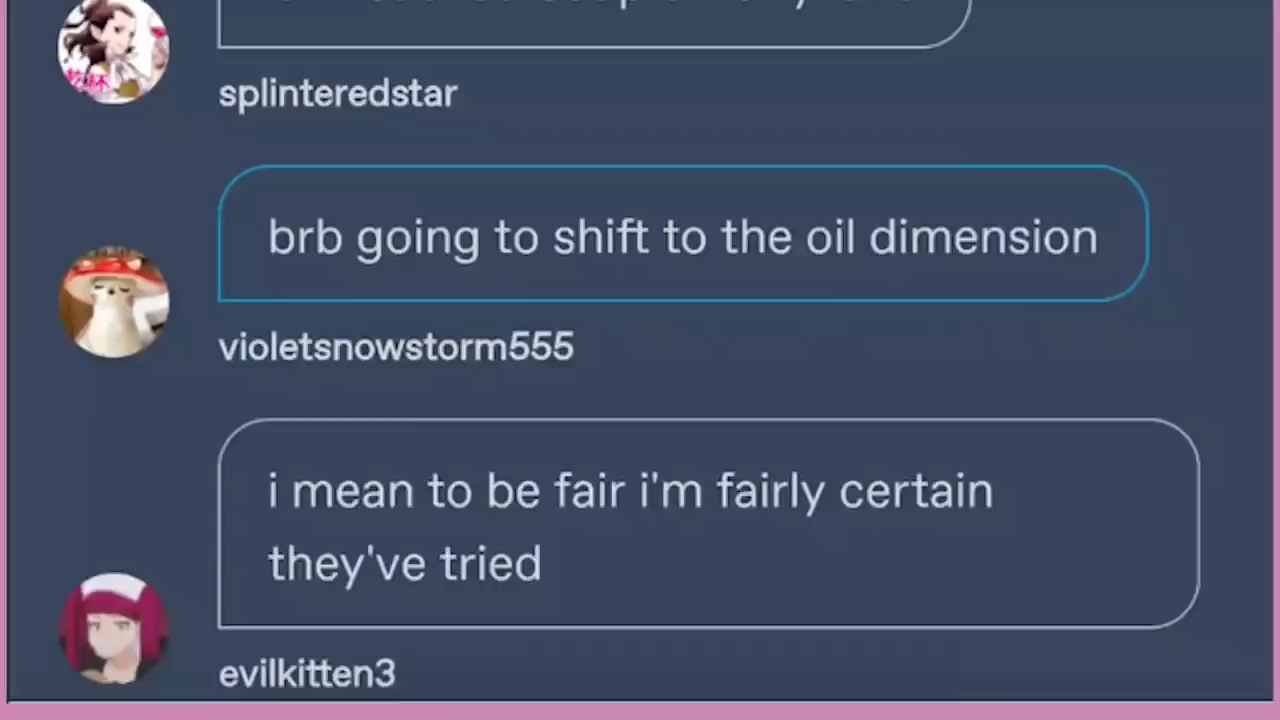 splinteredstar
brb going to shift to the oil dimension
violetsnowstorm555
i mean to be fair i'm fairly certain
they've tried
evilkitten3